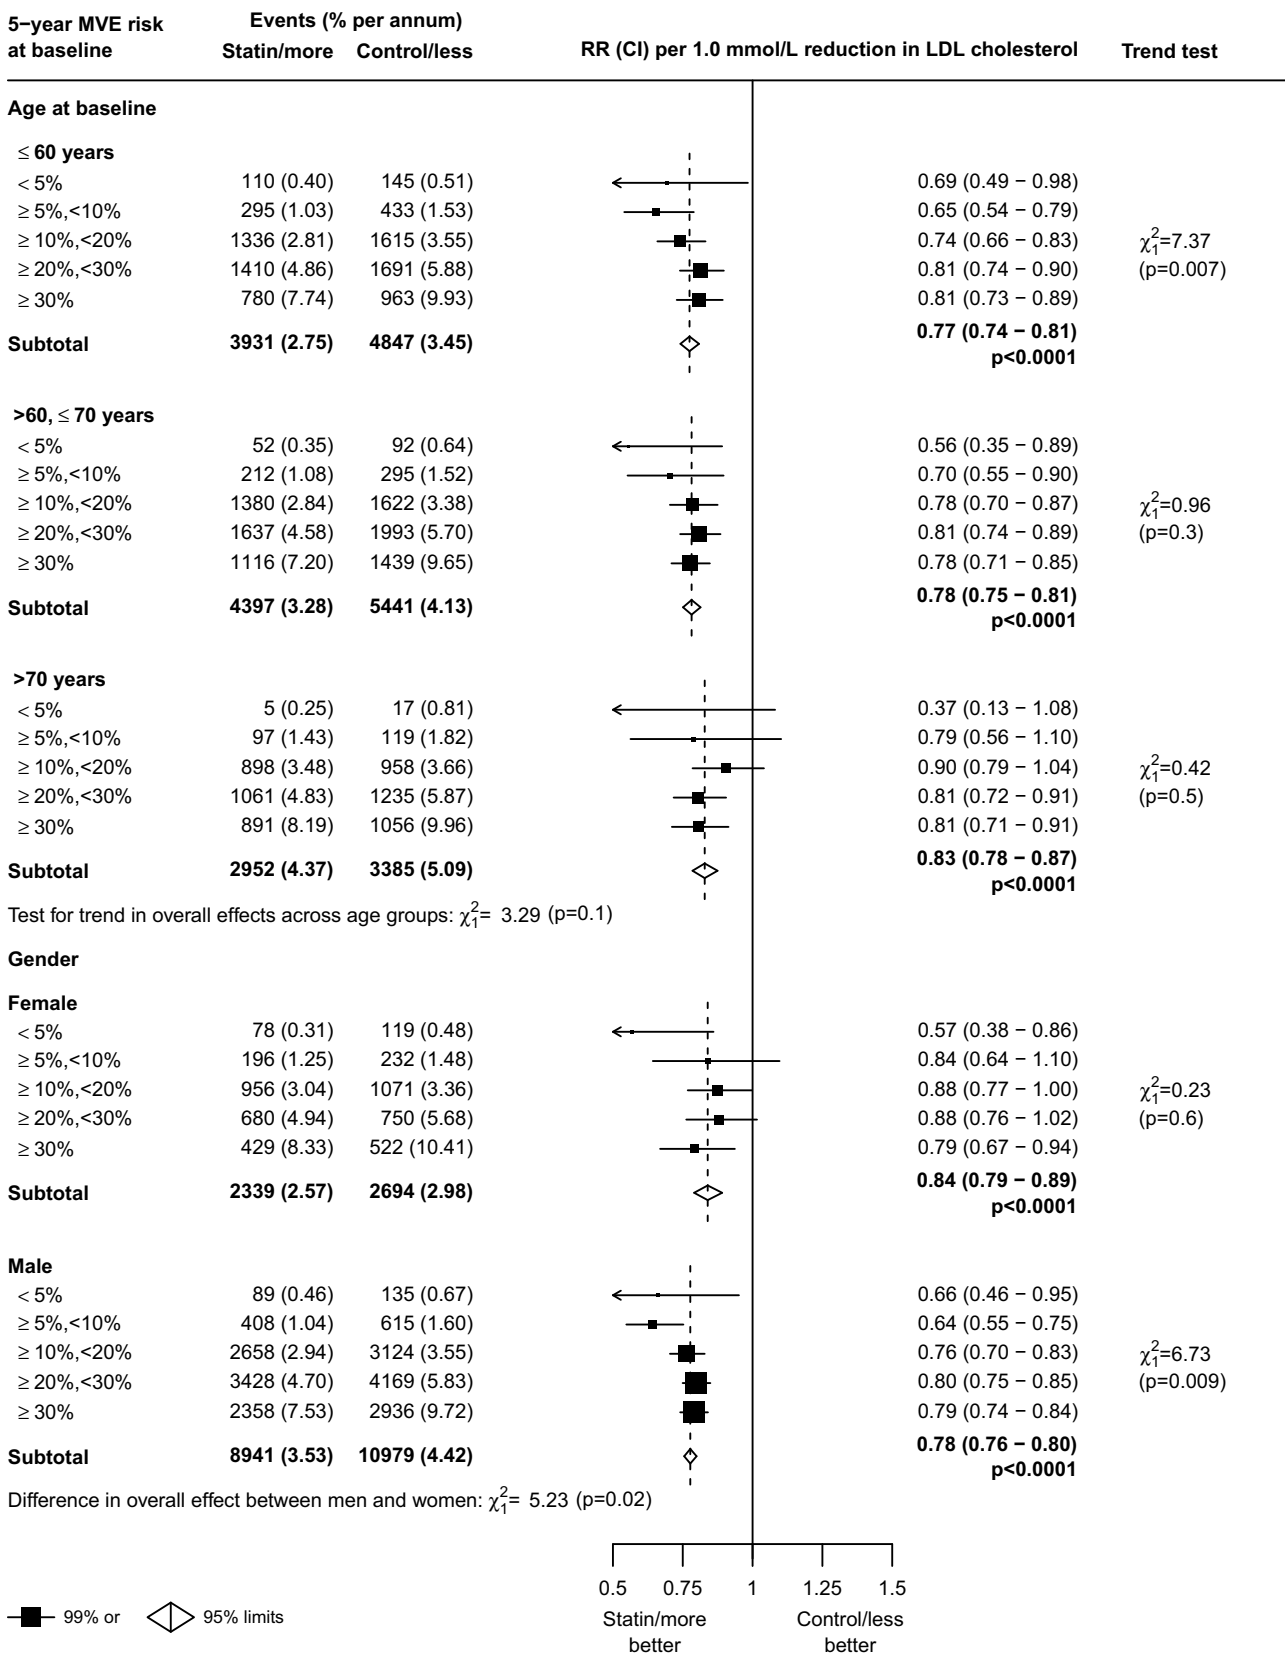 5−year MVE risk at baseline
Events (% per annum)
Statin/more Control/less
RR (CI) per 1.0 mmol/L reduction in LDL cholesterol
Trend test
Age at baseline
≤ 60 years
< 5% 110 (0.40) 145 (0.51) 0.69 (0.49 − 0.98)
≥ 5%,<10% 295 (1.03) 433 (1.53) 0.65 (0.54 − 0.79)
≥ 10%,<20% 1336 (2.81) 1615 (3.55) 0.74 (0.66 − 0.83) χ²₁=7.37
≥ 20%,<30% 1410 (4.86) 1691 (5.88) 0.81 (0.74 − 0.90) (p=0.007)
≥ 30% 780 (7.74) 963 (9.93) 0.81 (0.73 − 0.89)
Subtotal 3931 (2.75) 4847 (3.45) 0.77 (0.74 − 0.81)
p<0.0001
>60, ≤ 70 years
< 5% 52 (0.35) 92 (0.64) 0.56 (0.35 − 0.89)
≥ 5%,<10% 212 (1.08) 295 (1.52) 0.70 (0.55 − 0.90)
≥ 10%,<20% 1380 (2.84) 1622 (3.38) 0.78 (0.70 − 0.87) χ²₁=0.96
≥ 20%,<30% 1637 (4.58) 1993 (5.70) 0.81 (0.74 − 0.89) (p=0.3)
≥ 30% 1116 (7.20) 1439 (9.65) 0.78 (0.71 − 0.85)
Subtotal 4397 (3.28) 5441 (4.13) 0.78 (0.75 − 0.81)
p<0.0001
>70 years
< 5% 5 (0.25) 17 (0.81) 0.37 (0.13 − 1.08)
≥ 5%,<10% 97 (1.43) 119 (1.82) 0.79 (0.56 − 1.10)
≥ 10%,<20% 898 (3.48) 958 (3.66) 0.90 (0.79 − 1.04) χ²₁=0.42
≥ 20%,<30% 1061 (4.83) 1235 (5.87) 0.81 (0.72 − 0.91) (p=0.5)
≥ 30% 891 (8.19) 1056 (9.96) 0.81 (0.71 − 0.91)
Subtotal 2952 (4.37) 3385 (5.09) 0.83 (0.78 − 0.87)
p<0.0001
Test for trend in overall effects across age groups: χ²₁= 3.29 (p=0.1)
Gender
Female
< 5% 78 (0.31) 119 (0.48) 0.57 (0.38 − 0.86)
≥ 5%,<10% 196 (1.25) 232 (1.48) 0.84 (0.64 − 1.10)
≥ 10%,<20% 956 (3.04) 1071 (3.36) 0.88 (0.77 − 1.00) χ²₁=0.23
≥ 20%,<30% 680 (4.94) 750 (5.68) 0.88 (0.76 − 1.02) (p=0.6)
≥ 30% 429 (8.33) 522 (10.41) 0.79 (0.67 − 0.94)
Subtotal 2339 (2.57) 2694 (2.98) 0.84 (0.79 − 0.89)
p<0.0001
Male
< 5% 89 (0.46) 135 (0.67) 0.66 (0.46 − 0.95)
≥ 5%,<10% 408 (1.04) 615 (1.60) 0.64 (0.55 − 0.75)
≥ 10%,<20% 2658 (2.94) 3124 (3.55) 0.76 (0.70 − 0.83) χ²₁=6.73
≥ 20%,<30% 3428 (4.70) 4169 (5.83) 0.80 (0.75 − 0.85) (p=0.009)
≥ 30% 2358 (7.53) 2936 (9.72) 0.79 (0.74 − 0.84)
Subtotal 8941 (3.53) 10979 (4.42) 0.78 (0.76 − 0.80)
p<0.0001
Difference in overall effect between men and women: χ²₁= 5.23 (p=0.02)
0.5 0.75 1 1.25 1.5
Statin/more better
Control/less better
99% or 95% limits